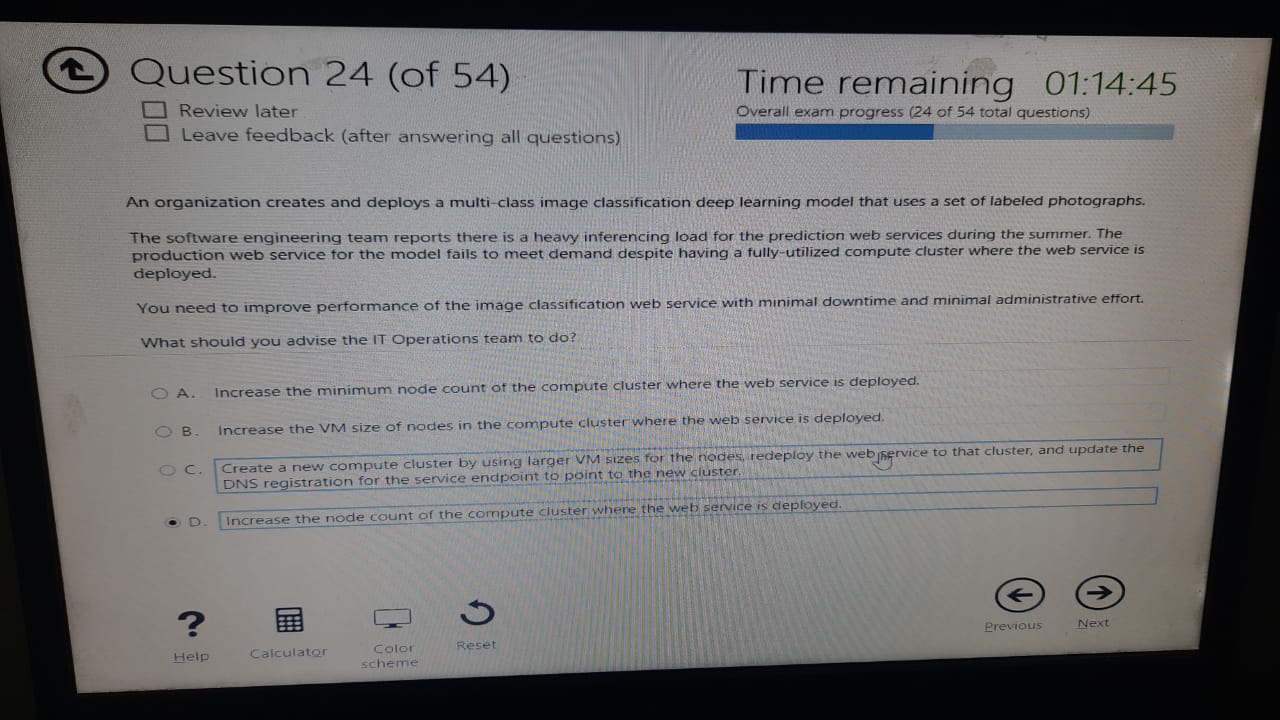 Question 24 (of 54)
Time remaining 01:14:45
Review later
Overall exam progress (24 of 54 total questions)
Leave feedback (after answering all questions)
An organization creates and deploys a multi-class image classification deep learning model that uses a set of labeled photographs.
The software engineering team reports there is a heavy inferencing load for the prediction web services during the summer. The
production web service for the model fails to meet demand despite having a fully-utilized compute cluster where the web service is
deployed.
You need to improve performance of the image classification web service with minimal downtime and minimal administrative effort.
What should you advise the IT Operations team to do?
A. Increase the minimum node count of the compute cluster where the web service is deployed.
B. Increase the VM size of nodes in the compute cluster where the web service is deployed.
C. Create a new compute cluster by using larger VM sizes for the nodes, redeploy the web service to that cluster, and update the
DNS registration for the service endpoint to point to the new cluster.
D. Increase the node count of the compute cluster where the web service is deployed.
? Help
Calculator
Color
scheme
Reset
Previous
Next